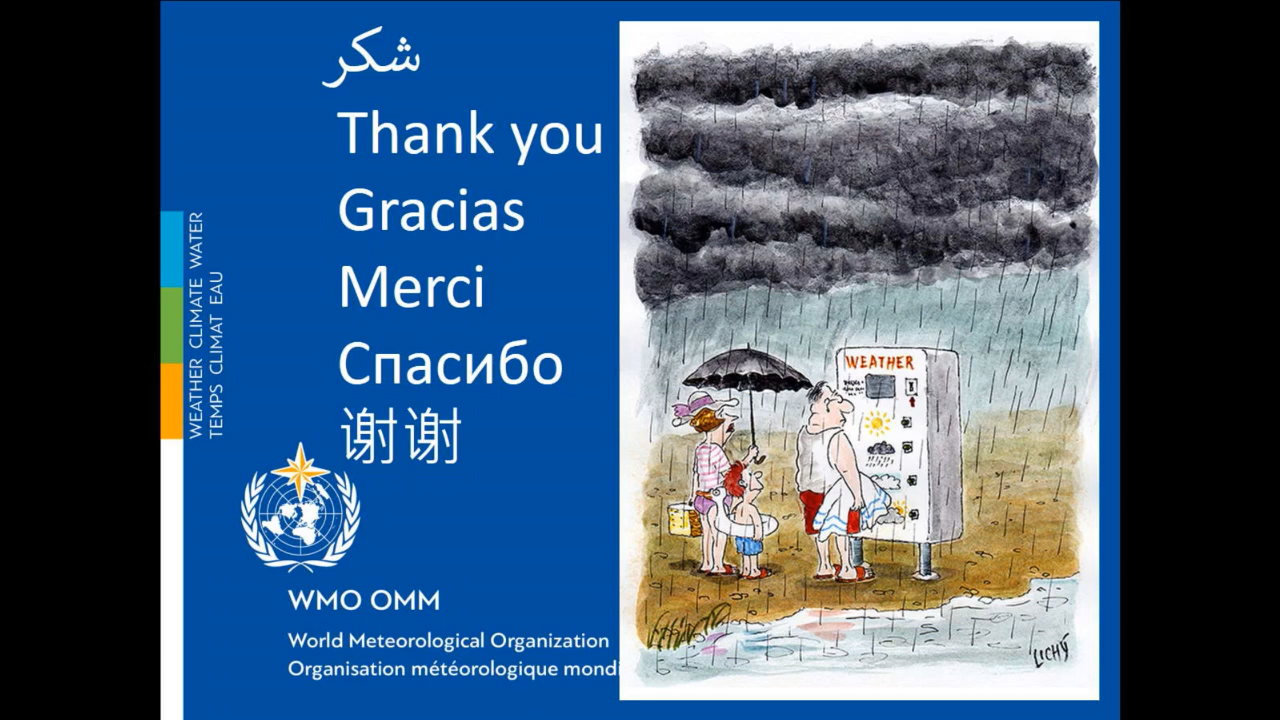 شكر
Thank you
Gracias
Merci
Спасибо
谢谢
WEATHER CLIMATE WATER
TEMPS CLIMAT EAU
WMO OMM
World Meteorological Organization
Organisation météorologique mondi
WEATHER
LICHÝ